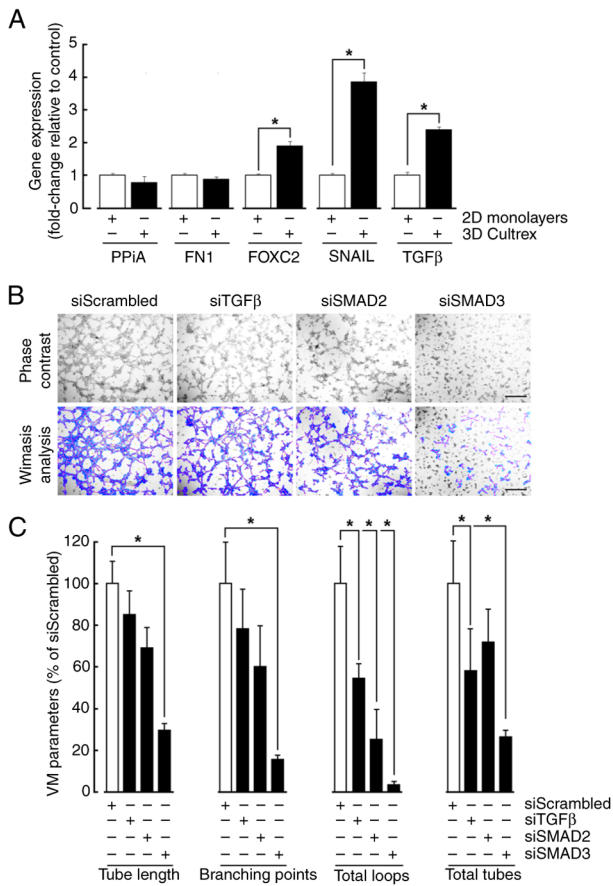 A
Gene expression
(fold-change relative to control)
5
4
3
2
1
0
* * *
+ − + − + − + − + − 2D monolayers
− + − + − + − + − + 3D Cultrex
PPiA FN1 FOXC2 SNAIL TGFβ
B
siScrambled siTGFβ siSMAD2 siSMAD3
Phase
contrast
Wimasis
analysis
C
VM parameters (% of siScrambled)
120
100
80
60
40
20
0
* * * * * * *
+ − − − + − − − + − − − + − − − siScrambled
− + − − − + − − − + − − − + − − siTGFβ
− − + − − − + − − − + − − − + − siSMAD2
− − − + − − − + − − − + − − − + siSMAD3
Tube length Branching points Total loops Total tubes